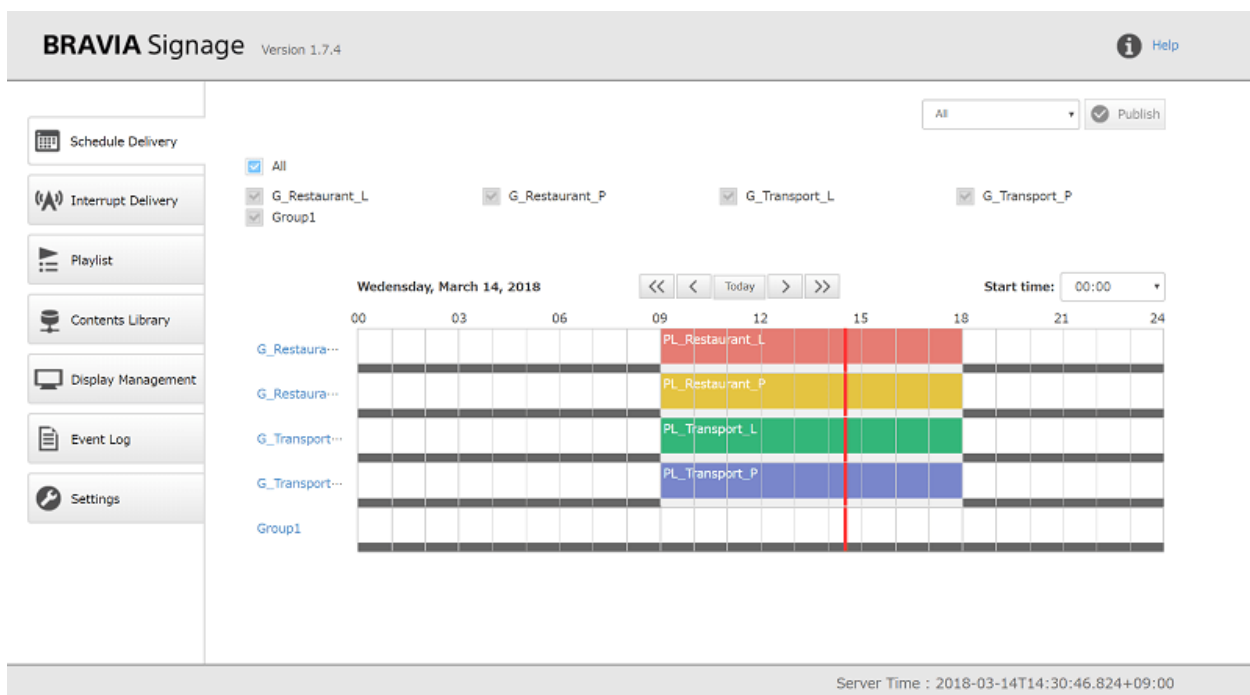 BRAVIA Signage Version 1.7.4
Help
All
Publish
Schedule Delivery
Interrupt Delivery
Playlist
Contents Library
Display Management
Event Log
Settings
All
G_Restaurant_L G_Restaurant_P G_Transport_L G_Transport_P
Group1
Wedensday, March 14, 2018 << < Today > >> Start time: 00:00
00 03 06 09 12 15 18 21 24
G_Restaura··· PL_Restaurant_L
G_Restaura··· PL_Restaurant_P
G_Transport··· PL_Transport_L
G_Transport··· PL_Transport_P
Group1
Server Time : 2018-03-14T14:30:46.824+09:00